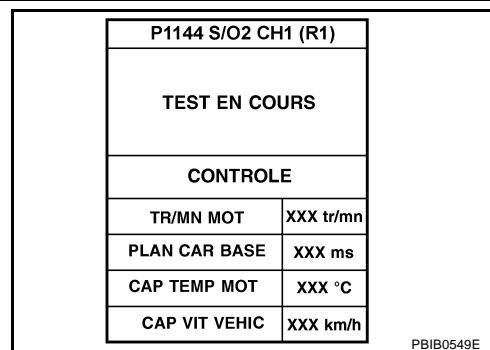 P1144 S/O2 CH1 (R1)
TEST EN COURS
CONTROLE
TR/MN MOT XXX tr/mn
PLAN CAR BASE XXX ms
CAP TEMP MOT XXX °C
CAP VIT VEHIC XXX km/h
PBIB0549E